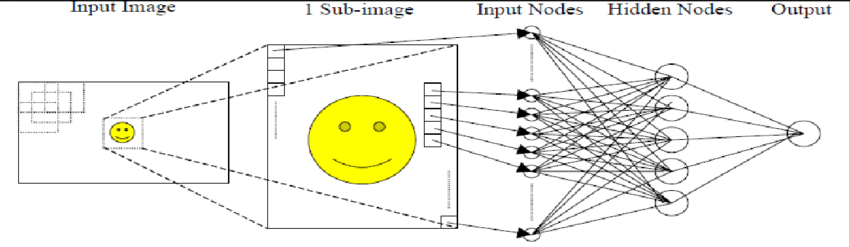 Input Image
1 Sub-image
Input Nodes
Hidden Nodes
Output